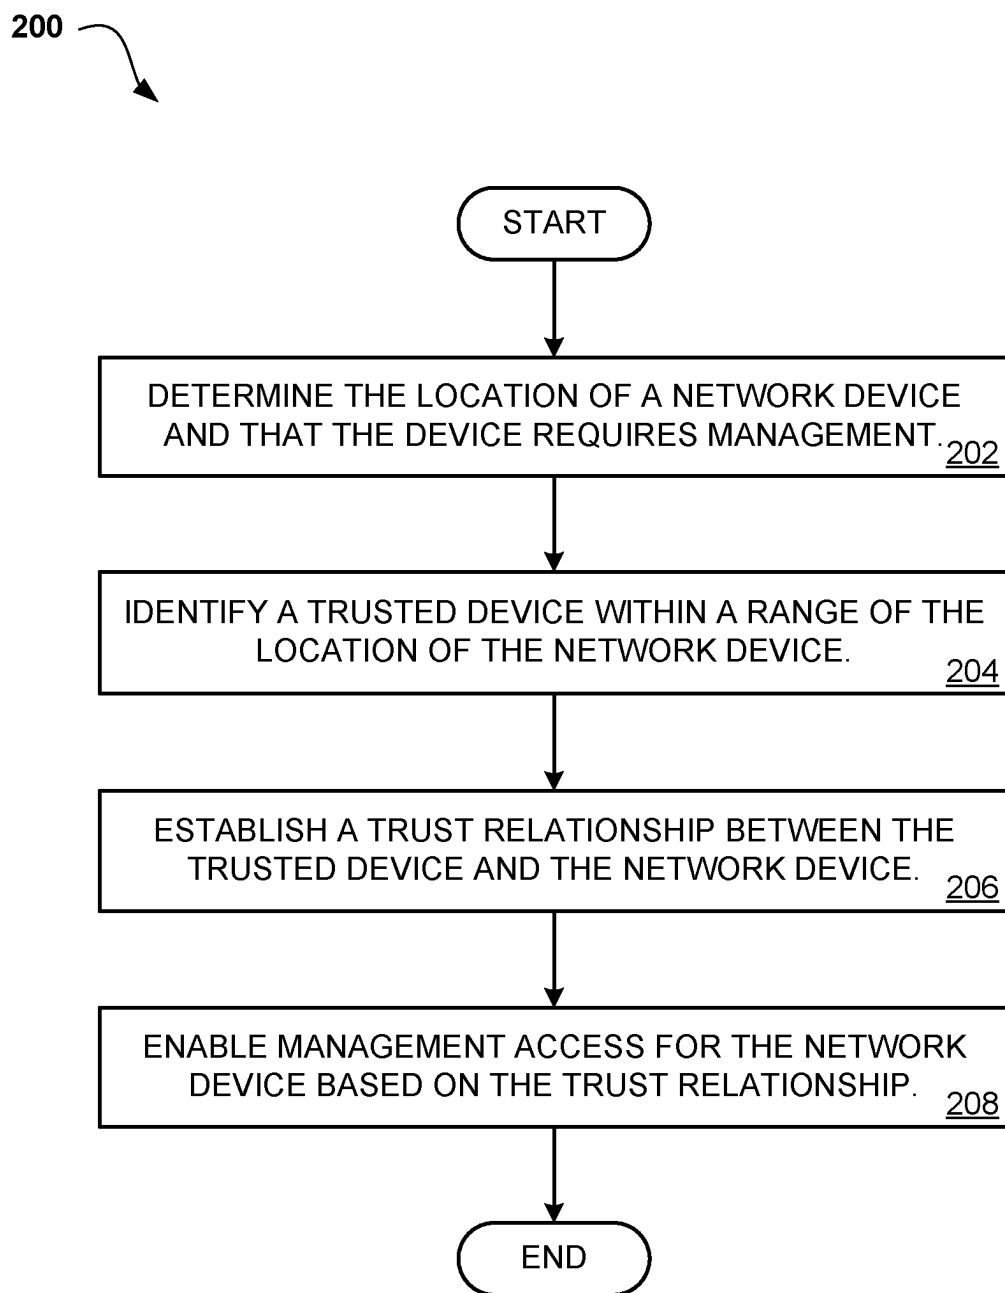 200
START
DETERMINE THE LOCATION OF A NETWORK DEVICE
AND THAT THE DEVICE REQUIRES MANAGEMENT.
202
IDENTIFY A TRUSTED DEVICE WITHIN A RANGE OF THE
LOCATION OF THE NETWORK DEVICE.
204
ESTABLISH A TRUST RELATIONSHIP BETWEEN THE
TRUSTED DEVICE AND THE NETWORK DEVICE.
206
ENABLE MANAGEMENT ACCESS FOR THE NETWORK
DEVICE BASED ON THE TRUST RELATIONSHIP.
208
END